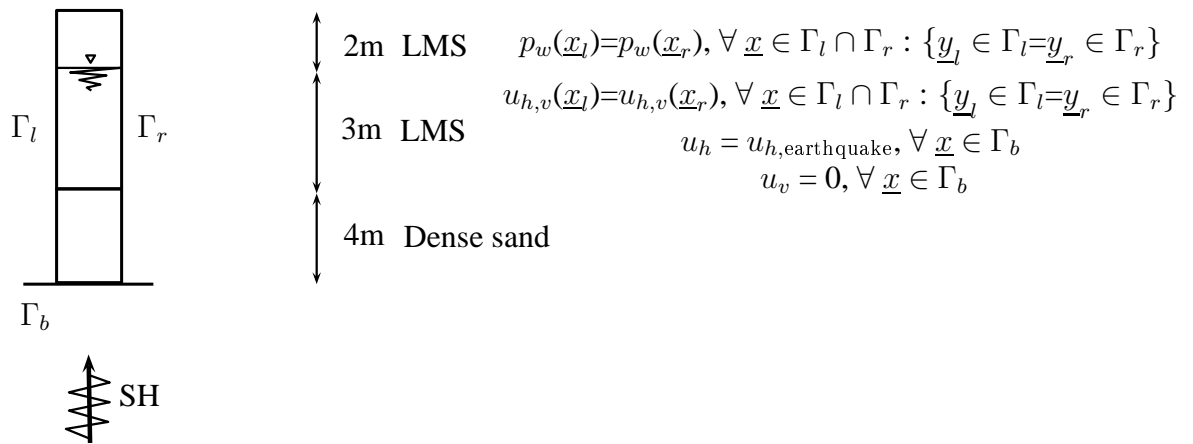 2m LMS
p_w(x_l)=p_w(x_r), ∀ x ∈ Γ_l ∩ Γ_r : {y_l ∈ Γ_l=y_r ∈ Γ_r}
u_{h,v}(x_l)=u_{h,v}(x_r), ∀ x ∈ Γ_l ∩ Γ_r : {y_l ∈ Γ_l=y_r ∈ Γ_r}
Γ_l
Γ_r
3m LMS
u_h = u_{h,earthquake}, ∀ x ∈ Γ_b
u_v = 0, ∀ x ∈ Γ_b
4m Dense sand
Γ_b
SH